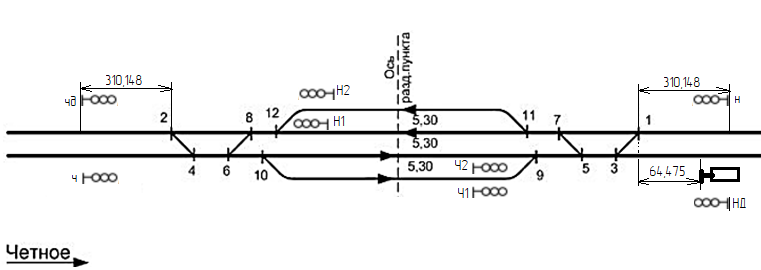 310,148
310,148
ЧД
Н2
Ось
разд.пункта
Н
2
8
12
Н1
5,30
11
7
1
5,30
4
6
10
5,30
Ч2
9
5
3
64,475
Ч
Ч1
НД
Четное